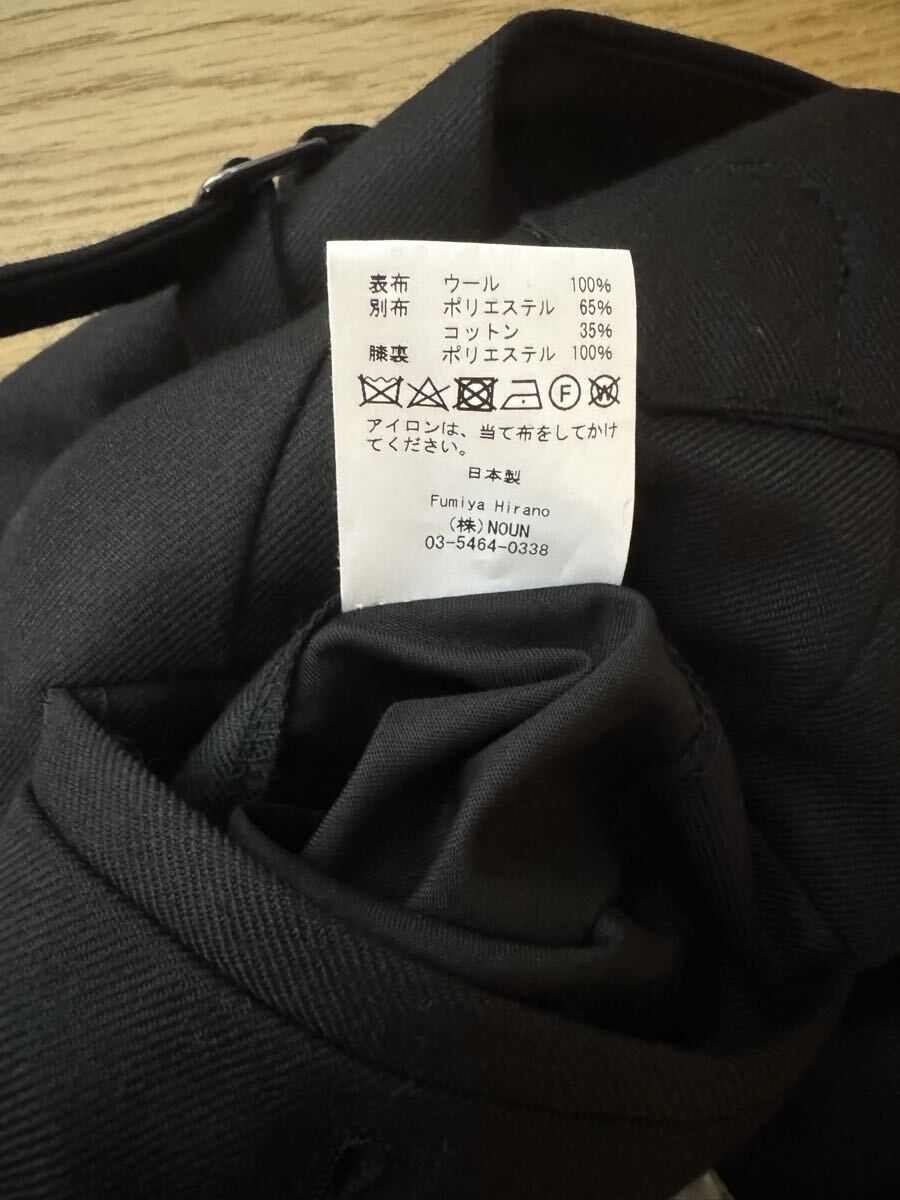 表布 ウール 100%
別布 ポリエステル 65%
コットン 35%
膝裏 ポリエステル 100%
F W
アイロンは、当て布をしてかけ
てください。
日本製
Fumiya Hirano
(株)NOUN
03-5464-0338